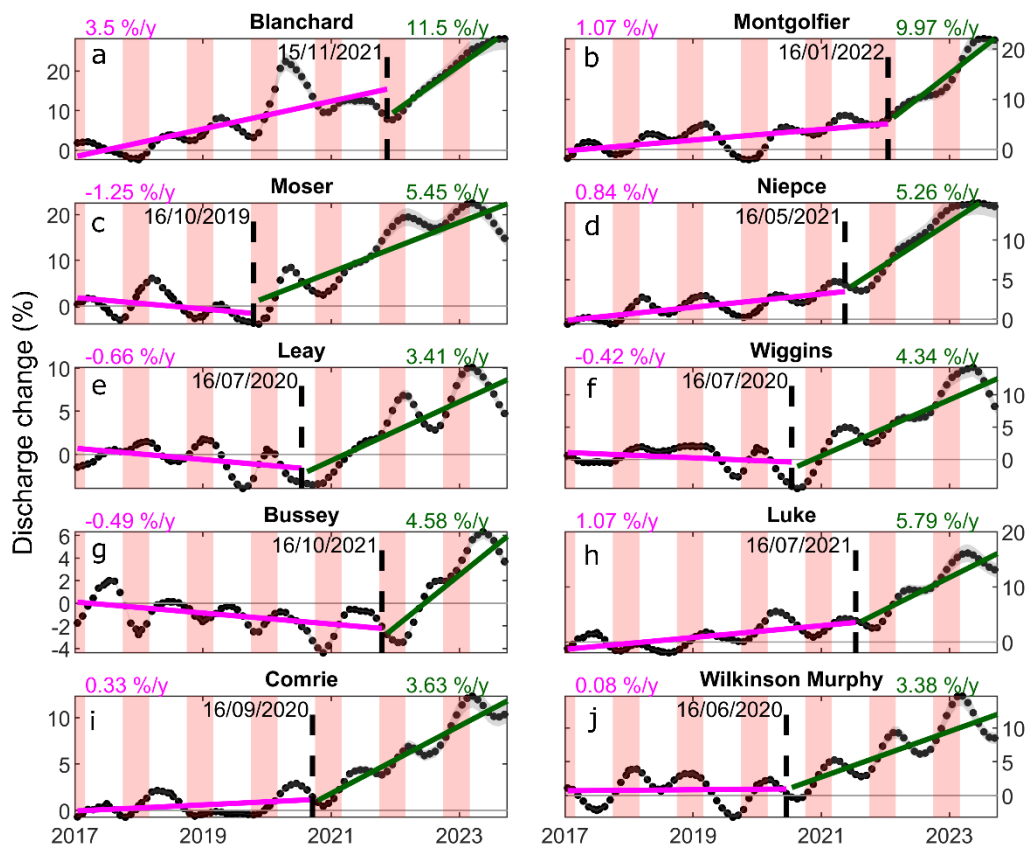 Blanchard
3.5 %/y
11.5 %/y
15/11/2021
a
20
10
0
Montgolfier
1.07 %/y
9.97 %/y
16/01/2022
b
20
10
0
Moser
-1.25 %/y
5.45 %/y
16/10/2019
c
20
10
0
Niepce
0.84 %/y
5.26 %/y
16/05/2021
d
10
5
0
Leay
-0.66 %/y
3.41 %/y
16/07/2020
e
10
5
0
Wiggins
-0.42 %/y
4.34 %/y
16/07/2020
f
10
5
0
Bussey
-0.49 %/y
4.58 %/y
16/10/2021
g
6
4
2
0
-2
-4
Luke
1.07 %/y
5.79 %/y
16/07/2021
h
20
10
0
Comrie
0.33 %/y
3.63 %/y
16/09/2020
i
10
5
0
Wilkinson Murphy
0.08 %/y
3.38 %/y
16/06/2020
j
10
5
0
Discharge change (%)
2017 2019 2021 2023
2017 2019 2021 2023